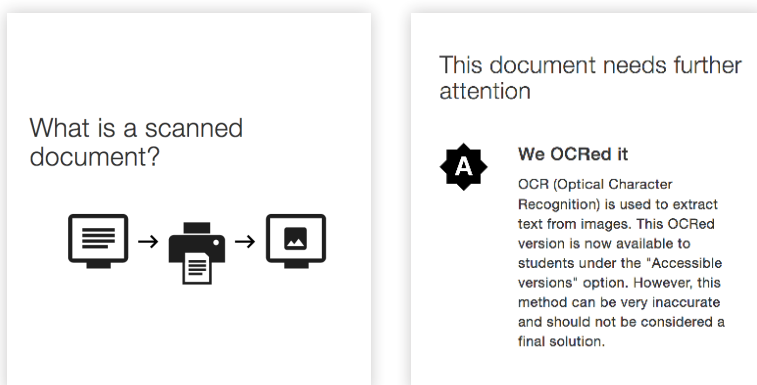 What is a scanned
document?
This document needs further
attention
A
We OCRed it
OCR (Optical Character
Recognition) is used to extract
text from images. This OCRed
version is now available to
students under the "Accessible
versions" option. However, this
method can be very inaccurate
and should not be considered a
final solution.